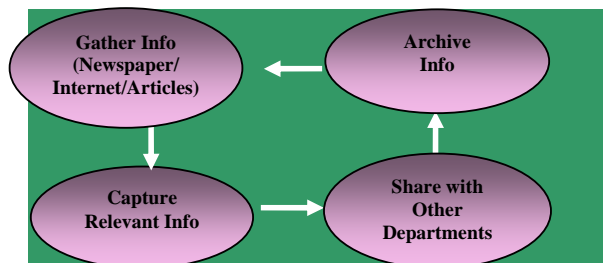 Gather Info
(Newspaper/
Internet/Articles)
Archive
Info
Capture
Relevant Info
Share with
Other
Departments